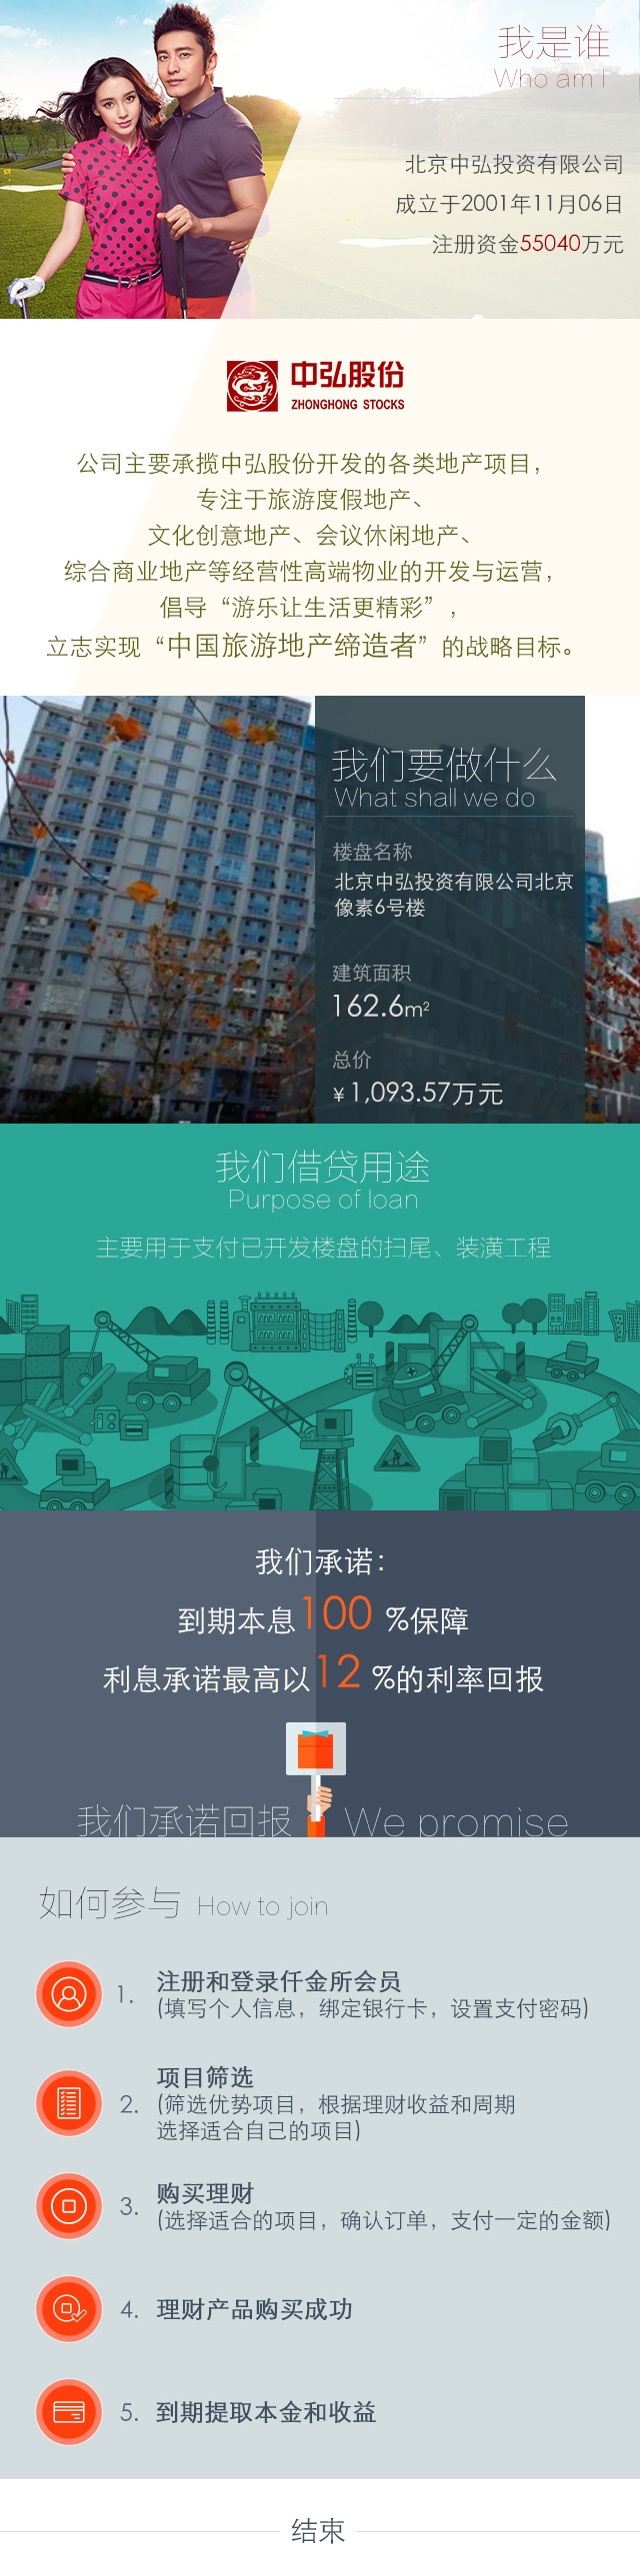 我是谁
Who am I
北京中弘投资有限公司
成立于2001年11月06日
注册资金55040万元
中弘股份
ZHONGHONG STOCKS
公司主要承揽中弘股份开发的各类地产项目，
专注于旅游度假地产、
文化创意地产、会议休闲地产、
综合商业地产等经营性高端物业的开发与运营，
倡导“游乐让生活更精彩”，
立志实现“中国旅游地产缔造者”的战略目标。
我们要做什么
What shall we do
楼盘名称
北京中弘投资有限公司北京
像素6号楼
建筑面积
162.6m²
总价
¥1,093.57万元
我们借贷用途
Purpose of loan
主要用于支付已开发楼盘的扫尾、装潢工程
我们承诺：
到期本息100%保障
利息承诺最高以12%的利率回报
我们承诺回报 We promise
如何参与 How to join
1. 注册和登录仟金所会员
(填写个人信息，绑定银行卡，设置支付密码)
项目筛选
2. (筛选优势项目，根据理财收益和周期
选择适合自己的项目)
购买理财
3. (选择适合的项目，确认订单，支付一定的金额)
4. 理财产品购买成功
5. 到期提取本金和收益
结束